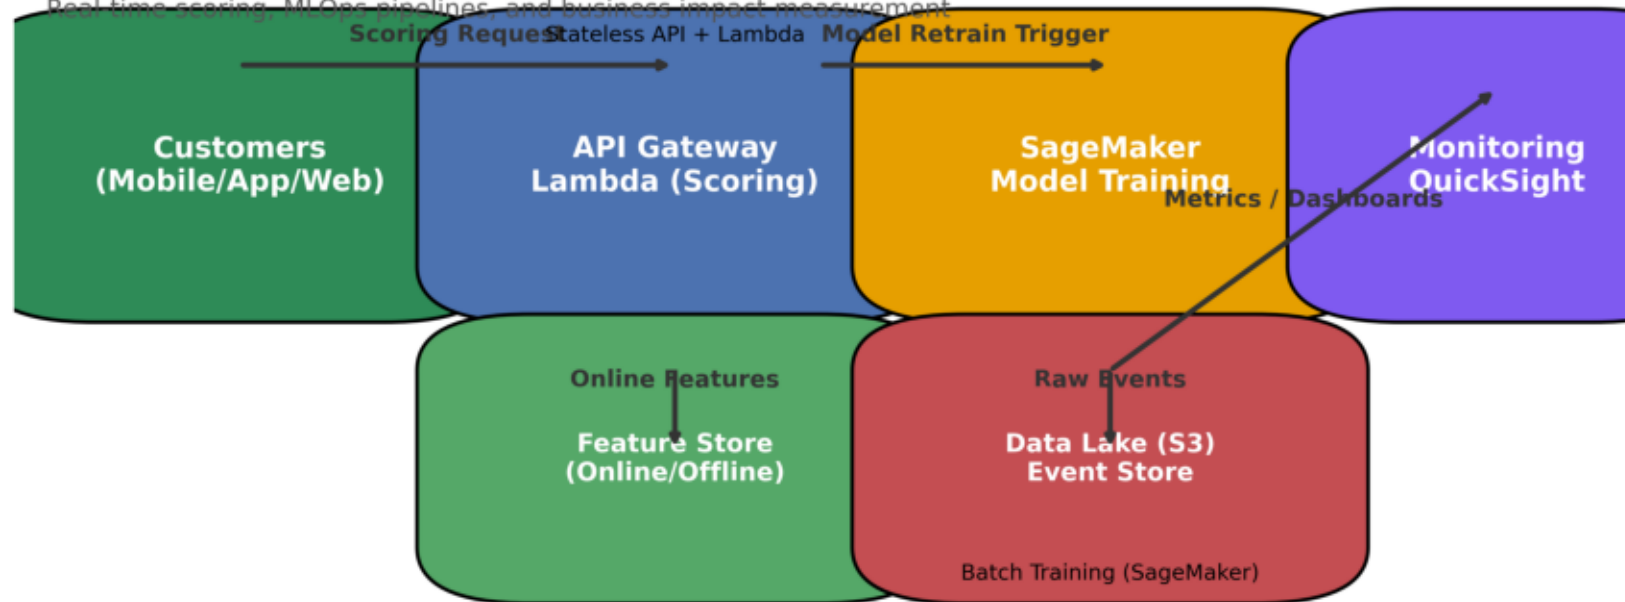 Real-time scoring, MLOps pipelines, and business impact measurement
Scoring Request
Stateless API + Lambda
Model Retrain Trigger
Customers
(Mobile/App/Web)
API Gateway
Lambda (Scoring)
SageMaker
Model Training
Monitoring
QuickSight
Metrics / Dashboards
Online Features
Raw Events
Feature Store
(Online/Offline)
Data Lake (S3)
Event Store
Batch Training (SageMaker)